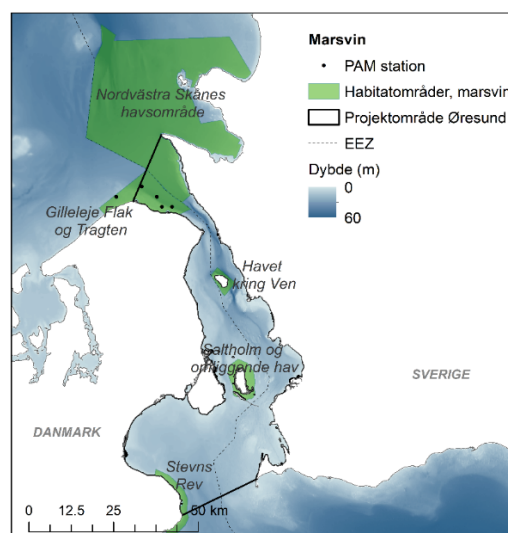 Marsvin
PAM station
Habitatområder, marsvin
Projektområde Øresund
EEZ
Dybde (m)
0
60
Nordvästra Skånes
havsområde
Gilleleje Flak
og Tragten
Havet
kring Ven
Saltholm og
omliggende hav
SVERIGE
DANMARK
Stevns
Rev
0 12.5 25 50 km